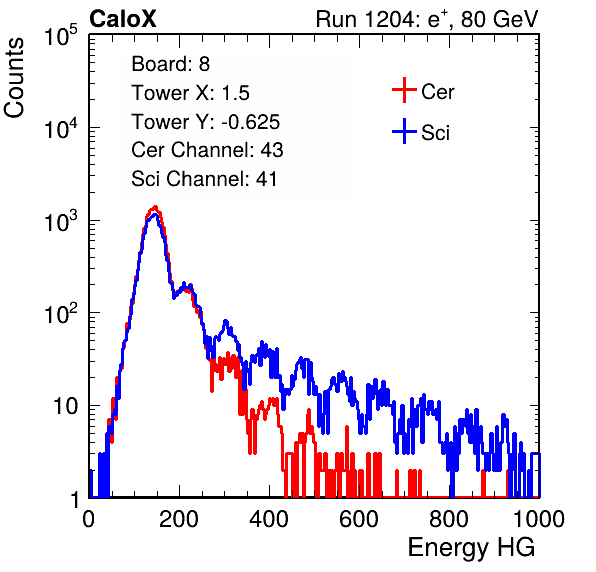 CaloX Run 1204: e⁺, 80 GeV
Counts
10⁵
10⁴
10³
10²
10
1
Board: 8
Tower X: 1.5
Tower Y: -0.625
Cer Channel: 43
Sci Channel: 41
Cer
Sci
0 200 400 600 800 1000
Energy HG